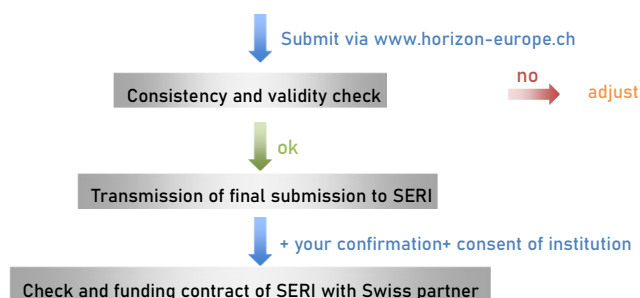 Submit via www.horizon-europe.ch
Consistency and validity check
no
adjust
ok
Transmission of final submission to SERI
+ your confirmation+ consent of institution
Check and funding contract of SERI with Swiss partner